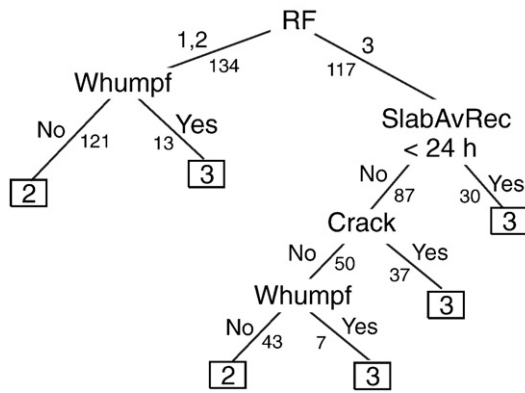 RF
1,2
3
134
117
Whumpf
SlabAvRec
< 24 h
No
121
13
Yes
2
3
No
87
30
Yes
3
Crack
No
50
37
Yes
3
Whumpf
No
43
7
Yes
2
3